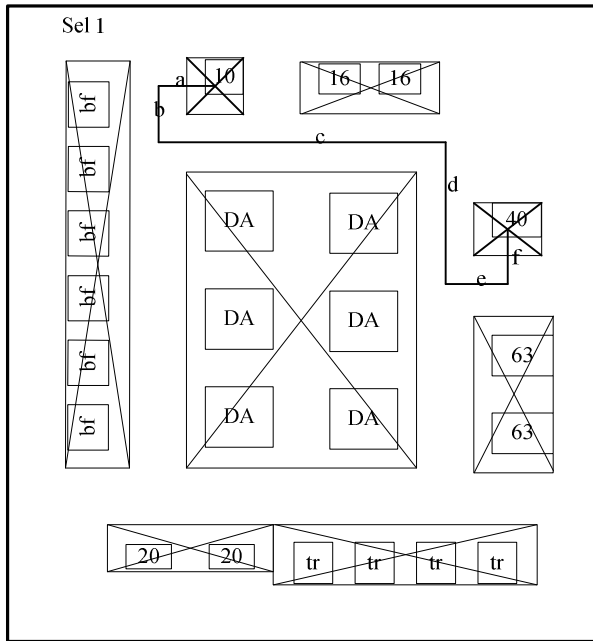 Sel 1
a 10 16 16
bf b
c
bf d
DA DA 40
bf f
e
bf DA DA
63
bf
DA DA 63
bf
20 20 tr tr tr tr